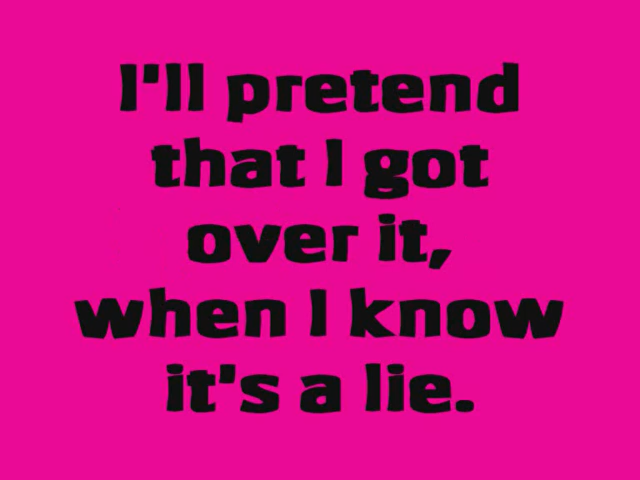 I'll pretend
that I got
over it,
when I know
it's a lie.